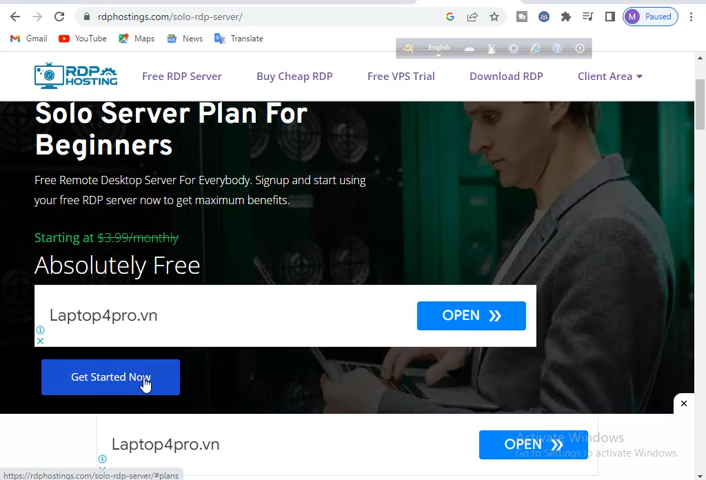 rdphostings.com/solo-rdp-server/
M Paused
Gmail YouTube Maps News Translate
English
RDP HOSTING
Free RDP Server Buy Cheap RDP Free VPS Trial Download RDP Client Area
Solo Server Plan For
Beginners
Free Remote Desktop Server For Everybody. Signup and start using
your free RDP server now to get maximum benefits.
Starting at $3.99/monthly
Absolutely Free
Laptop4pro.vn OPEN
Get Started Now
Laptop4pro.vn OPEN
Activate Windows
Go to Settings to activate Windows.
https://rdphostings.com/solo-rdp-server/#plans